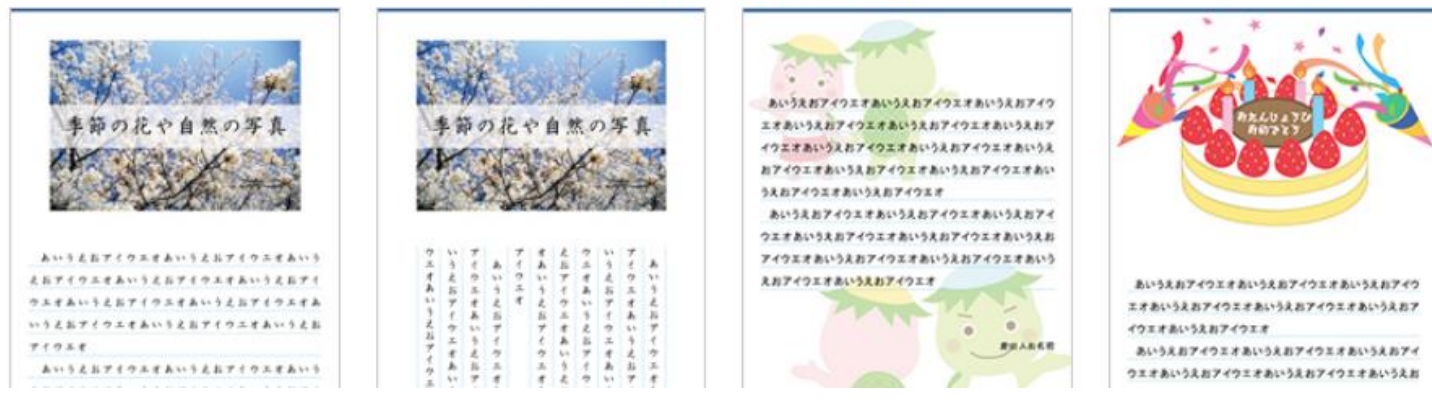 季節の花や自然の写真
あいうえおアイウエオあいうえおアイウエオあいう
えおアイウエオあいうえおアイウエオあいうえおアイ
ウエオあいうえおアイウエオあいうえおアイウエオあ
いうえおアイウエオあいうえおアイウエオあいうえお
アイウエオ
あいうえおアイウエオあいうえおアイウエオあいう
季節の花や自然の写真
あいうえおアイウエオ
アイウエオあいうえおア
いうえおアイウエオあい
ウエオあいうえおアイウ
えおアイウエオあいうえ
オあいうえおアイウエオ
アイウエオ
あいうえおアイウエオ
アイウエオあいうえおア
いうえおアイウエオあい
ウエオあいうえおアイウエ
あいうえおアイウエオあいうえおアイウエオあいうえおアイウ
エオあいうえおアイウエオあいうえおアイウエオあいうえおア
イウエオあいうえおアイウエオあいうえおアイウエオあいうえ
おアイウエオあいうえおアイウエオあいうえおアイウエオあい
うえおアイウエオあいうえおアイウエオ
あいうえおアイウエオあいうえおアイウエオあいうえおアイ
ウエオあいうえおアイウエオあいうえおアイウエオあいうえお
アイウエオあいうえおアイウエオあいうえおアイウエオあいう
えおアイウエオあいうえおアイウエオ
差出人お名前
おたんじょうび
おめでとう
あいうえおアイウエオあいうえおアイウエオあいうえおアイウ
エオあいうえおアイウエオあいうえおアイウエオあいうえおア
イウエオあいうえおアイウエオ
あいうえおアイウエオあいうえおアイウエオあいうえおアイ
ウエオあいうえおアイウエオあいうえおアイウエオあいうえお